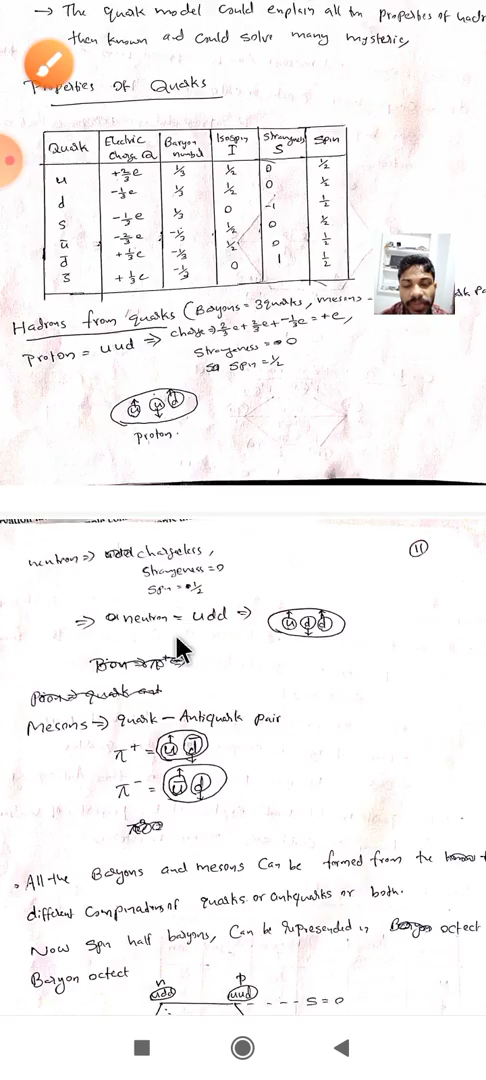 → The quark model could explain all the properties of hadr
then known and could solve many mysteries
Properties Of Quarks
Quark Electric Charge Q Baryon number Isospin I Strangeness S Spin
u +2/3e 1/3 1/2 0 1/2
d -1/3e 1/3 1/2 0 1/2
s -1/3e 1/3 0 -1 1/2
ū -2/3e -1/3 1/2 0 1/2
d̄ +1/3e -1/3 1/2 0 1/2
s̄ +1/3e -1/3 0 1 1/2
Hadrons from quarks (Baryons = 3quarks, mesons =
Proton = uud ⇒ charge ⇒ 2/3e + 2/3e + -1/3e = +e,
Strangeness = 0
Spin = 1/2
u u d
Proton.
11
neutron ⇒ chargeless,
Strangeness = 0
Spin = 1/2
⇒ neutron = udd ⇒ u d d
Mesons ⇒ quark - Antiquark pair
π+ = u d̄
π- = ū d
. All the Baryons and mesons Can be formed from the
different Compinations of quarks or antiquarks or both.
Now spin half baryons, Can be represended in octect
Baryon octect
n p
udd uud --- S=0